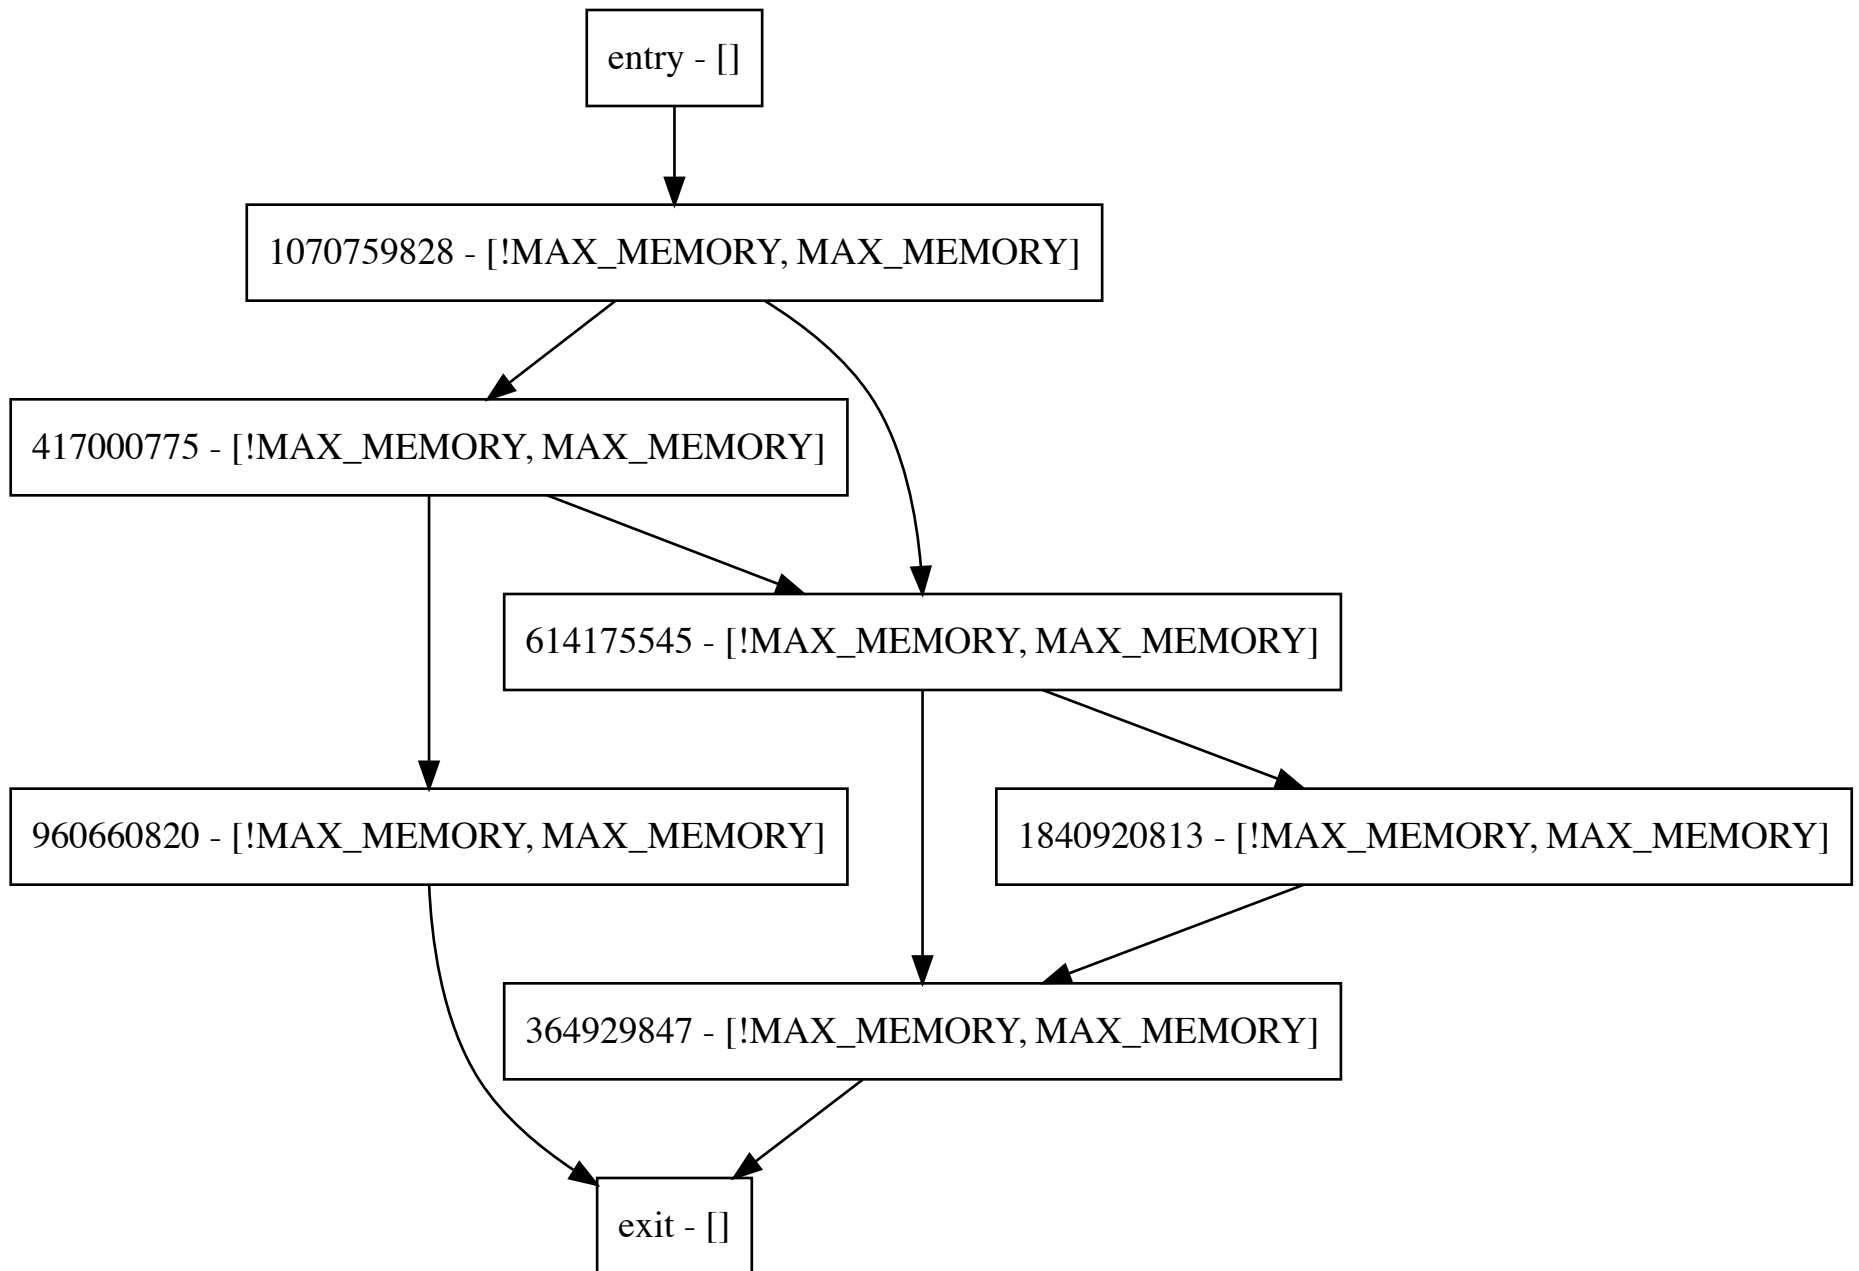 entry - []
1070759828 - [!MAX_MEMORY, MAX_MEMORY]
417000775 - [!MAX_MEMORY, MAX_MEMORY]
614175545 - [!MAX_MEMORY, MAX_MEMORY]
960660820 - [!MAX_MEMORY, MAX_MEMORY]
1840920813 - [!MAX_MEMORY, MAX_MEMORY]
364929847 - [!MAX_MEMORY, MAX_MEMORY]
exit - []